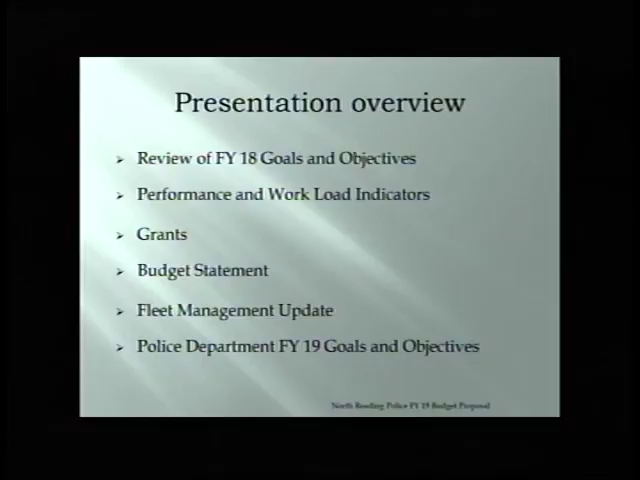 Presentation overview
Review of FY 18 Goals and Objectives
Performance and Work Load Indicators
Grants
Budget Statement
Fleet Management Update
Police Department FY 19 Goals and Objectives
North Reading Police FY 19 Budget Proposal